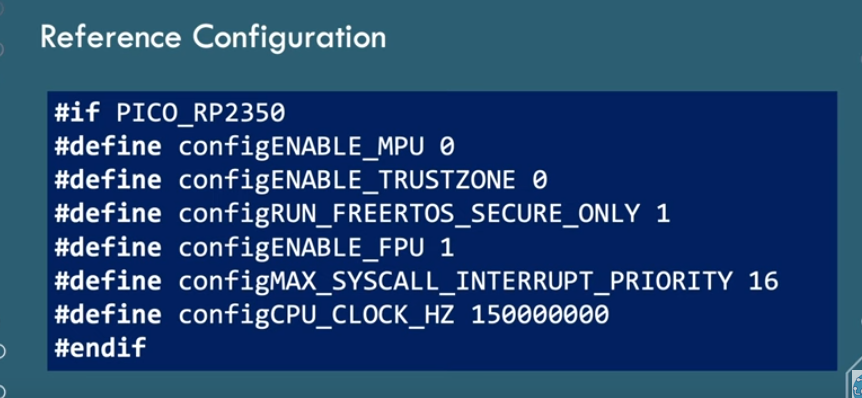 Reference Configuration
#if PICO_RP2350
#define configENABLE_MPU 0
#define configENABLE_TRUSTZONE 0
#define configRUN_FREERTOS_SECURE_ONLY 1
#define configENABLE_FPU 1
#define configMAX_SYSCALL_INTERRUPT_PRIORITY 16
#define configCPU_CLOCK_HZ 150000000
#endif